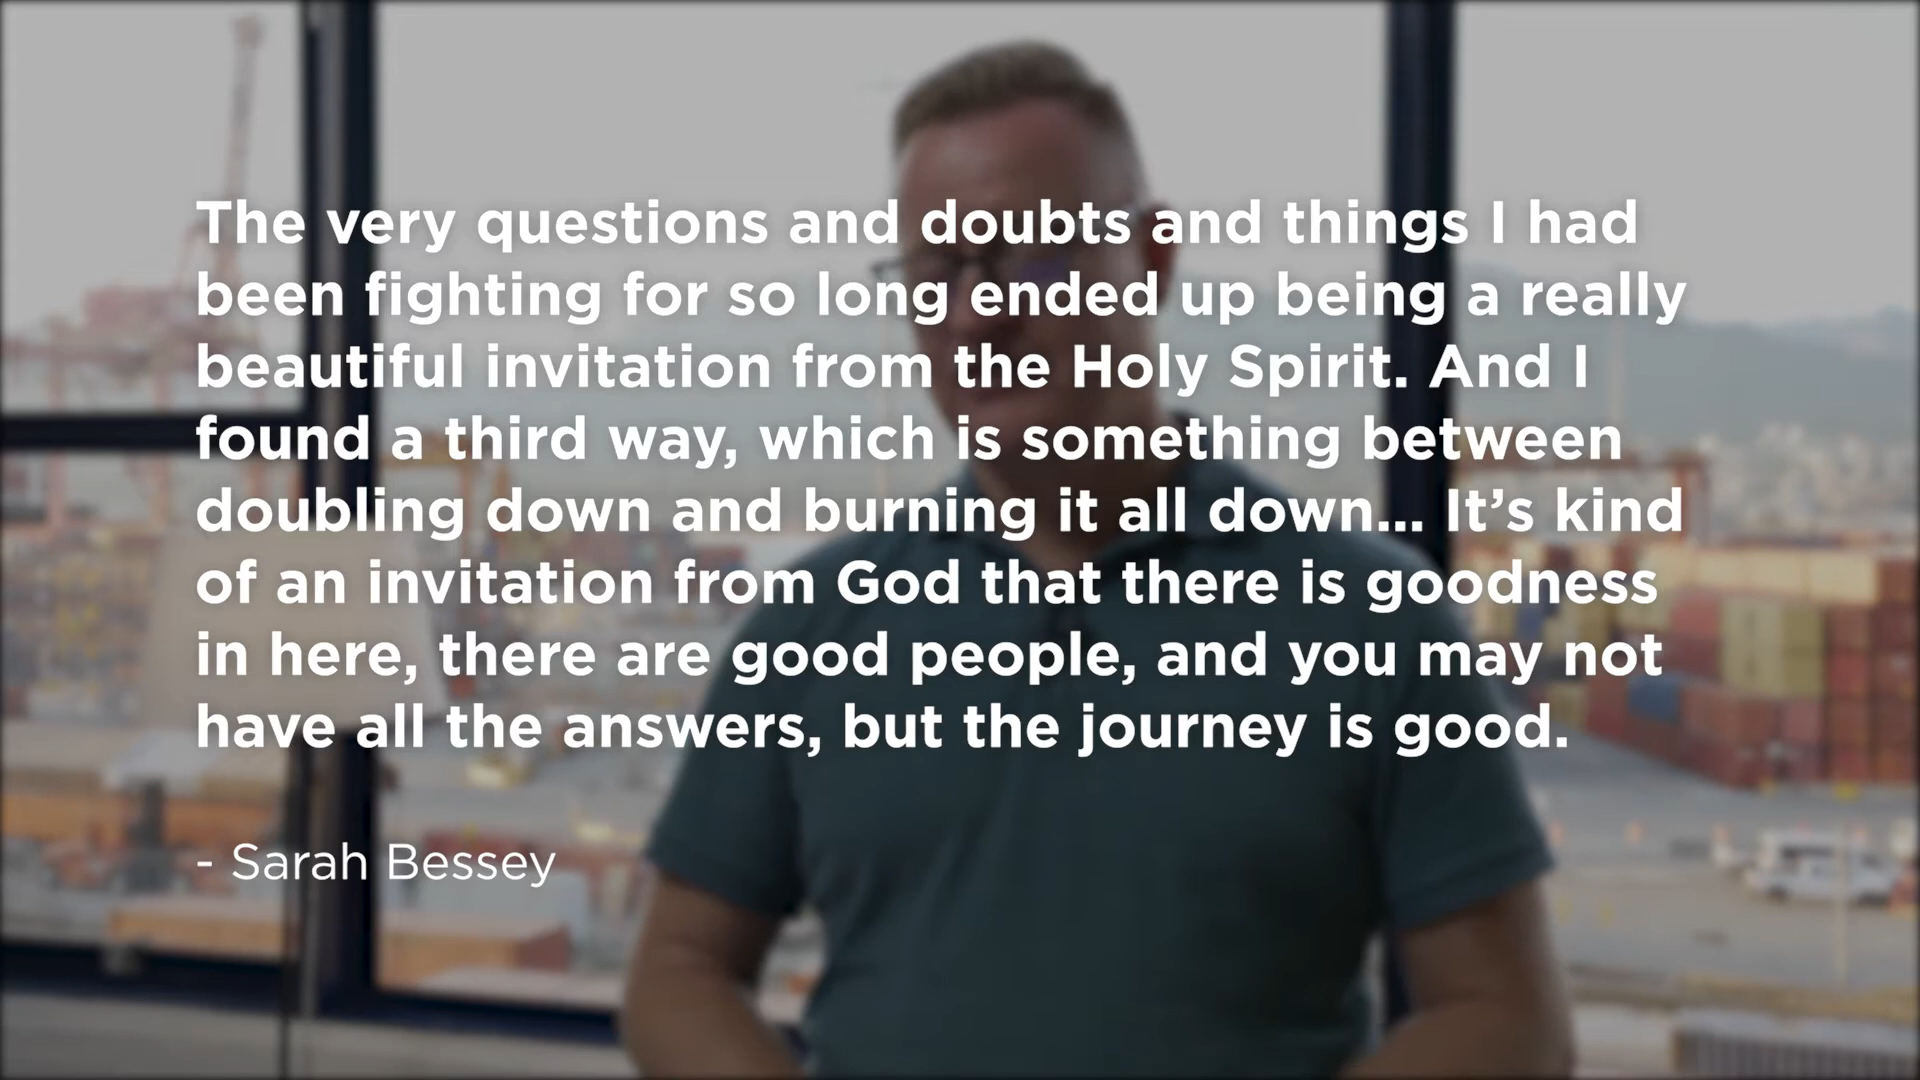 The very questions and doubts and things I had
been fighting for so long ended up being a really
beautiful invitation from the Holy Spirit. And I
found a third way, which is something between
doubling down and burning it all down... It’s kind
of an invitation from God that there is goodness
in here, there are good people, and you may not
have all the answers, but the journey is good.
- Sarah Bessey